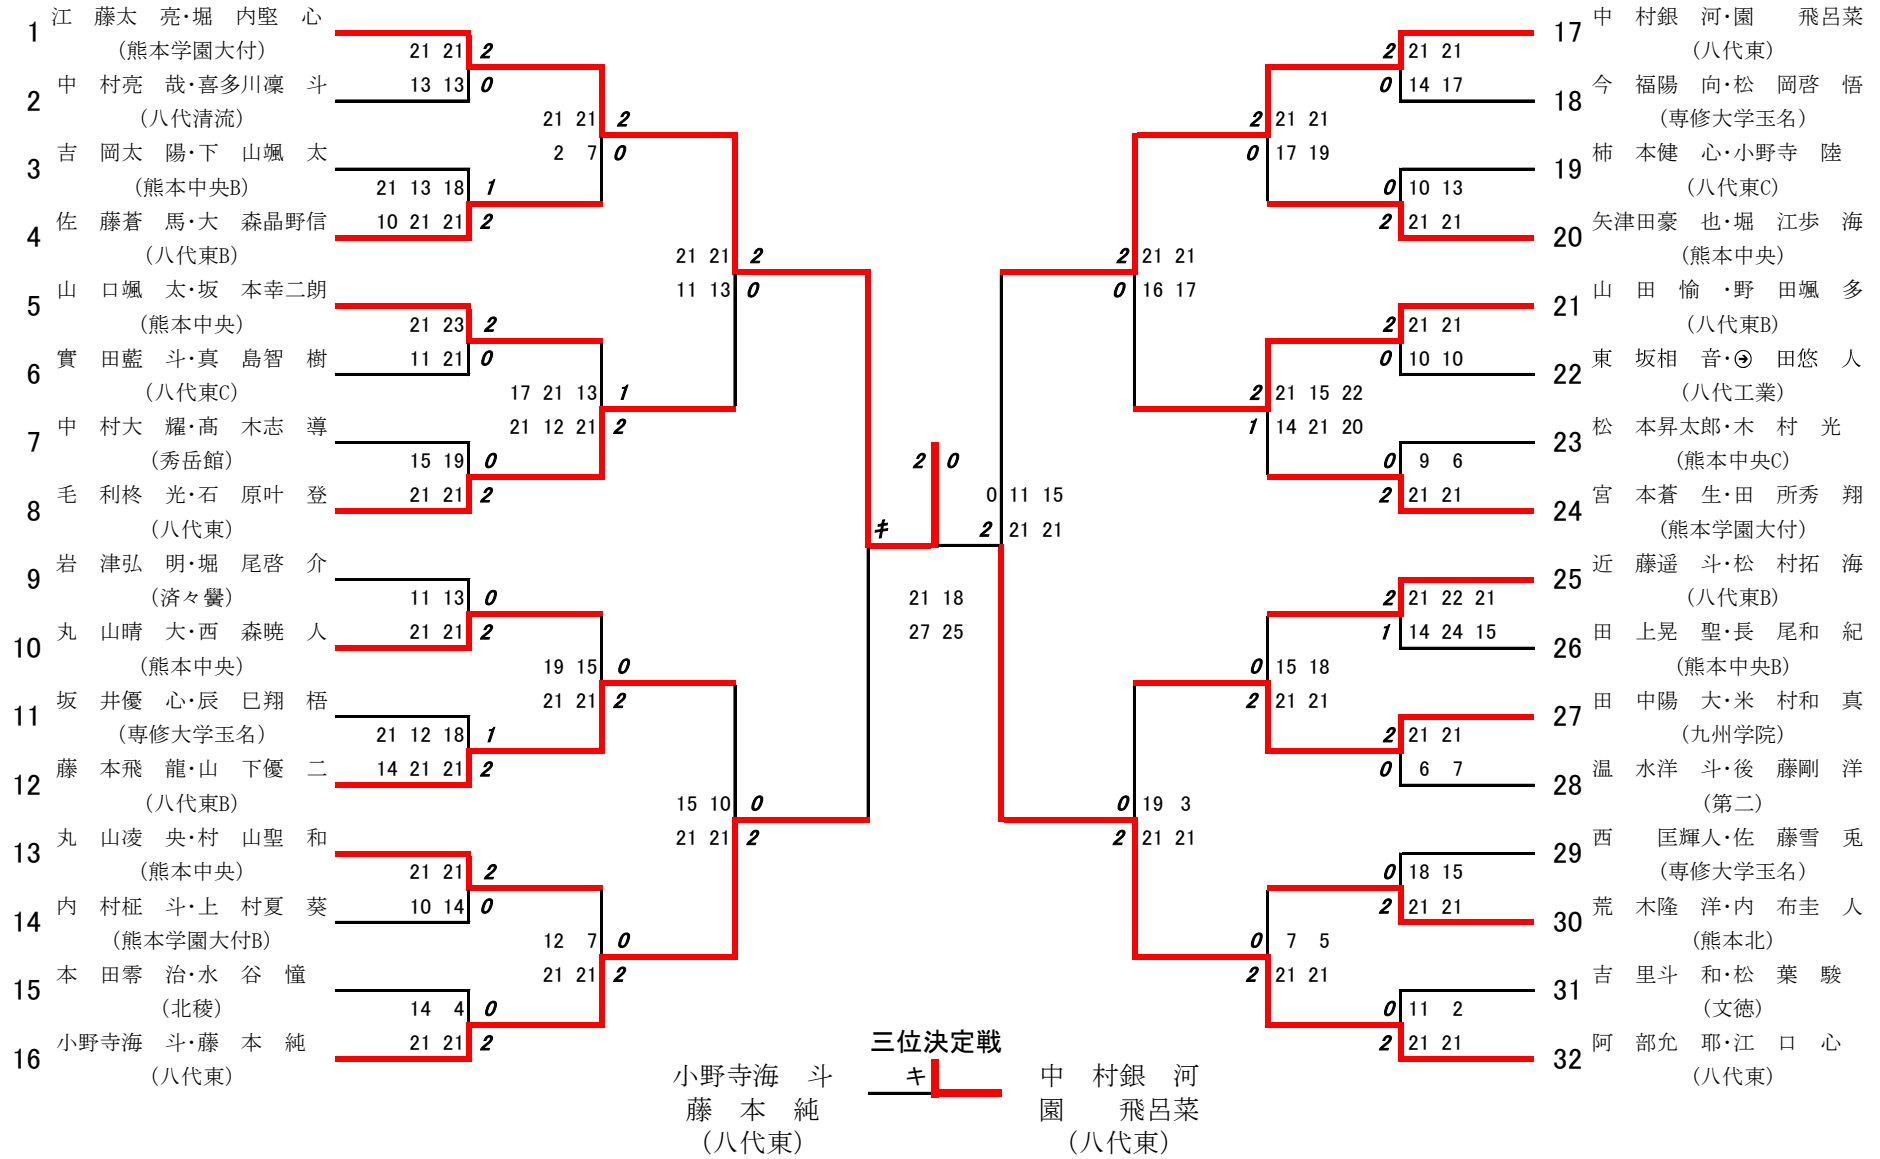 1 江　藤太　亮・堀　内堅　心
(熊本学園大付)
21 21 2
13 13 0
2 中　村亮　哉・喜多川凜　斗
(八代清流)
21 21 2
2 7 0
3 吉　岡太　陽・下　山颯　太
(熊本中央B)
21 13 18 1
10 21 21 2
4 佐　藤蒼　馬・大　森晶野信
(八代東B)
21 21 2
11 13 0
5 山　口颯　太・坂　本幸二朗
(熊本中央)
21 23 2
11 21 0
6 實　田藍　斗・真　島智　樹
(八代東C)
17 21 13 1
21 12 21 2
7 中　村大　耀・髙　木志　導
(秀岳館)
15 19 0
21 21 2
8 毛　利柊　光・石　原叶　登
(八代東)
キ
9 岩　津弘　明・堀　尾啓　介
(済々黌)
11 13 0
21 21 2
10 丸　山晴　大・西　森暁　人
(熊本中央)
19 15 0
21 21 2
11 坂　井優　心・辰　巳翔　梧
(専修大学玉名)
21 12 18 1
14 21 21 2
12 藤　本飛　龍・山　下優　二
(八代東B)
15 10 0
21 21 2
13 丸　山凌　央・村　山聖　和
(熊本中央)
21 21 2
10 14 0
14 内　村柾　斗・上　村夏　葵
(熊本学園大付B)
12 7 0
21 21 2
15 本　田零　治・水　谷　憧
(北稜)
14 4 0
21 21 2
16 小野寺海　斗・藤　本　純
(八代東)
2 0
21 18
27 25
17 中　村銀　河・園　　飛呂菜
(八代東)
2 21 21
0 14 17
18 今　福陽　向・松　岡啓　悟
(専修大学玉名)
2 21 21
0 17 19
19 柿　本健　心・小野寺　陸
(八代東C)
0 10 13
2 21 21
20 矢津田豪　也・堀　江歩　海
(熊本中央)
2 21 21
0 16 17
21 山　田　愉　・野　田颯　多
(八代東B)
2 21 21
0 10 10
22 東　坂相　音・　田悠　人
(八代工業)
2 21 15 22
1 14 21 20
23 松　本昇太郎・木　村　光
(熊本中央C)
0 9 6
2 21 21
24 宮　本蒼　生・田　所秀　翔
(熊本学園大付)
0 11 15
2 21 21
25 近　藤遥　斗・松　村拓　海
(八代東B)
2 21 22 21
1 14 24 15
26 田　上晃　聖・長　尾和　紀
(熊本中央B)
0 15 18
2 21 21
27 田　中陽　大・米　村和　真
(九州学院)
2 21 21
0 6 7
28 温　水洋　斗・後　藤剛　洋
(第二)
0 19 3
2 21 21
29 西　　匡輝人・佐　藤雪　兎
(専修大学玉名)
0 18 15
2 21 21
30 荒　木隆　洋・内　布圭　人
(熊本北)
0 7 5
2 21 21
31 吉　里斗　和・松　葉　駿
(文徳)
0 11 2
2 21 21
32 阿　部允　耶・江　口　心
(八代東)
三位決定戦
小野寺海　斗　キ　中　村銀　河
藤　本　純　園　　飛呂菜
(八代東)　(八代東)